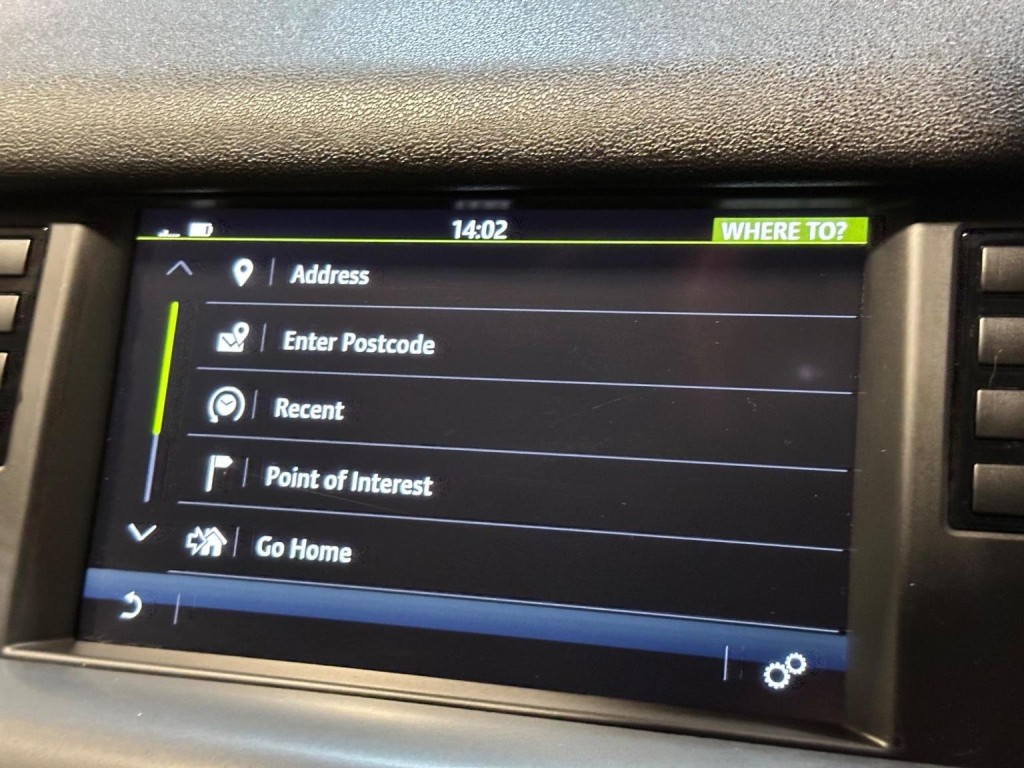 14:02
WHERE TO?
Address
Enter Postcode
Recent
Point of Interest
Go Home